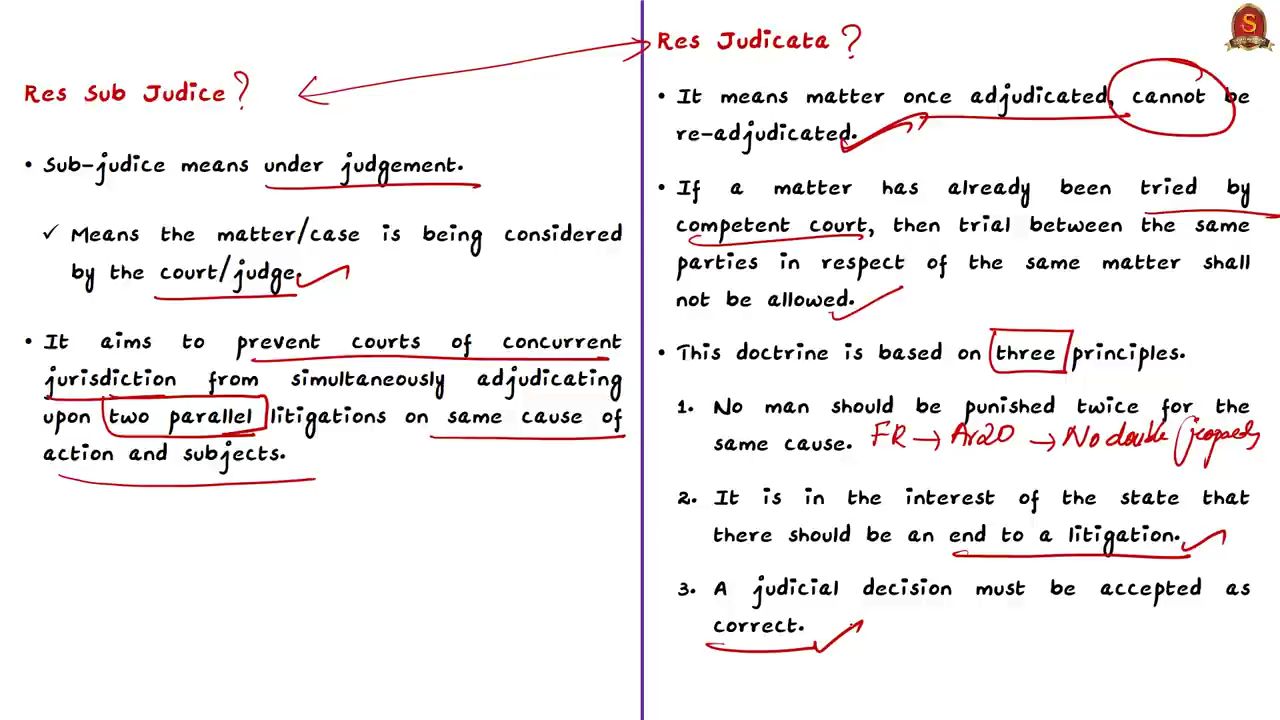 Res Sub Judice?
• Sub-judice means under judgement.
✓ Means the matter/case is being considered
by the court/judge.
• It aims to prevent courts of concurrent
jurisdiction from simultaneously adjudicating
upon two parallel litigations on same cause of
action and subjects.
Res Judicata?
• It means matter once adjudicated, cannot be
re-adjudicated.
• If a matter has already been tried by
competent court, then trial between the same
parties in respect of the same matter shall
not be allowed.
• This doctrine is based on three principles.
1. No man should be punished twice for the
same cause. FR → Ar20 → No double jeopardy
2. It is in the interest of the state that
there should be an end to a litigation.
3. A judicial decision must be accepted as
correct.
S